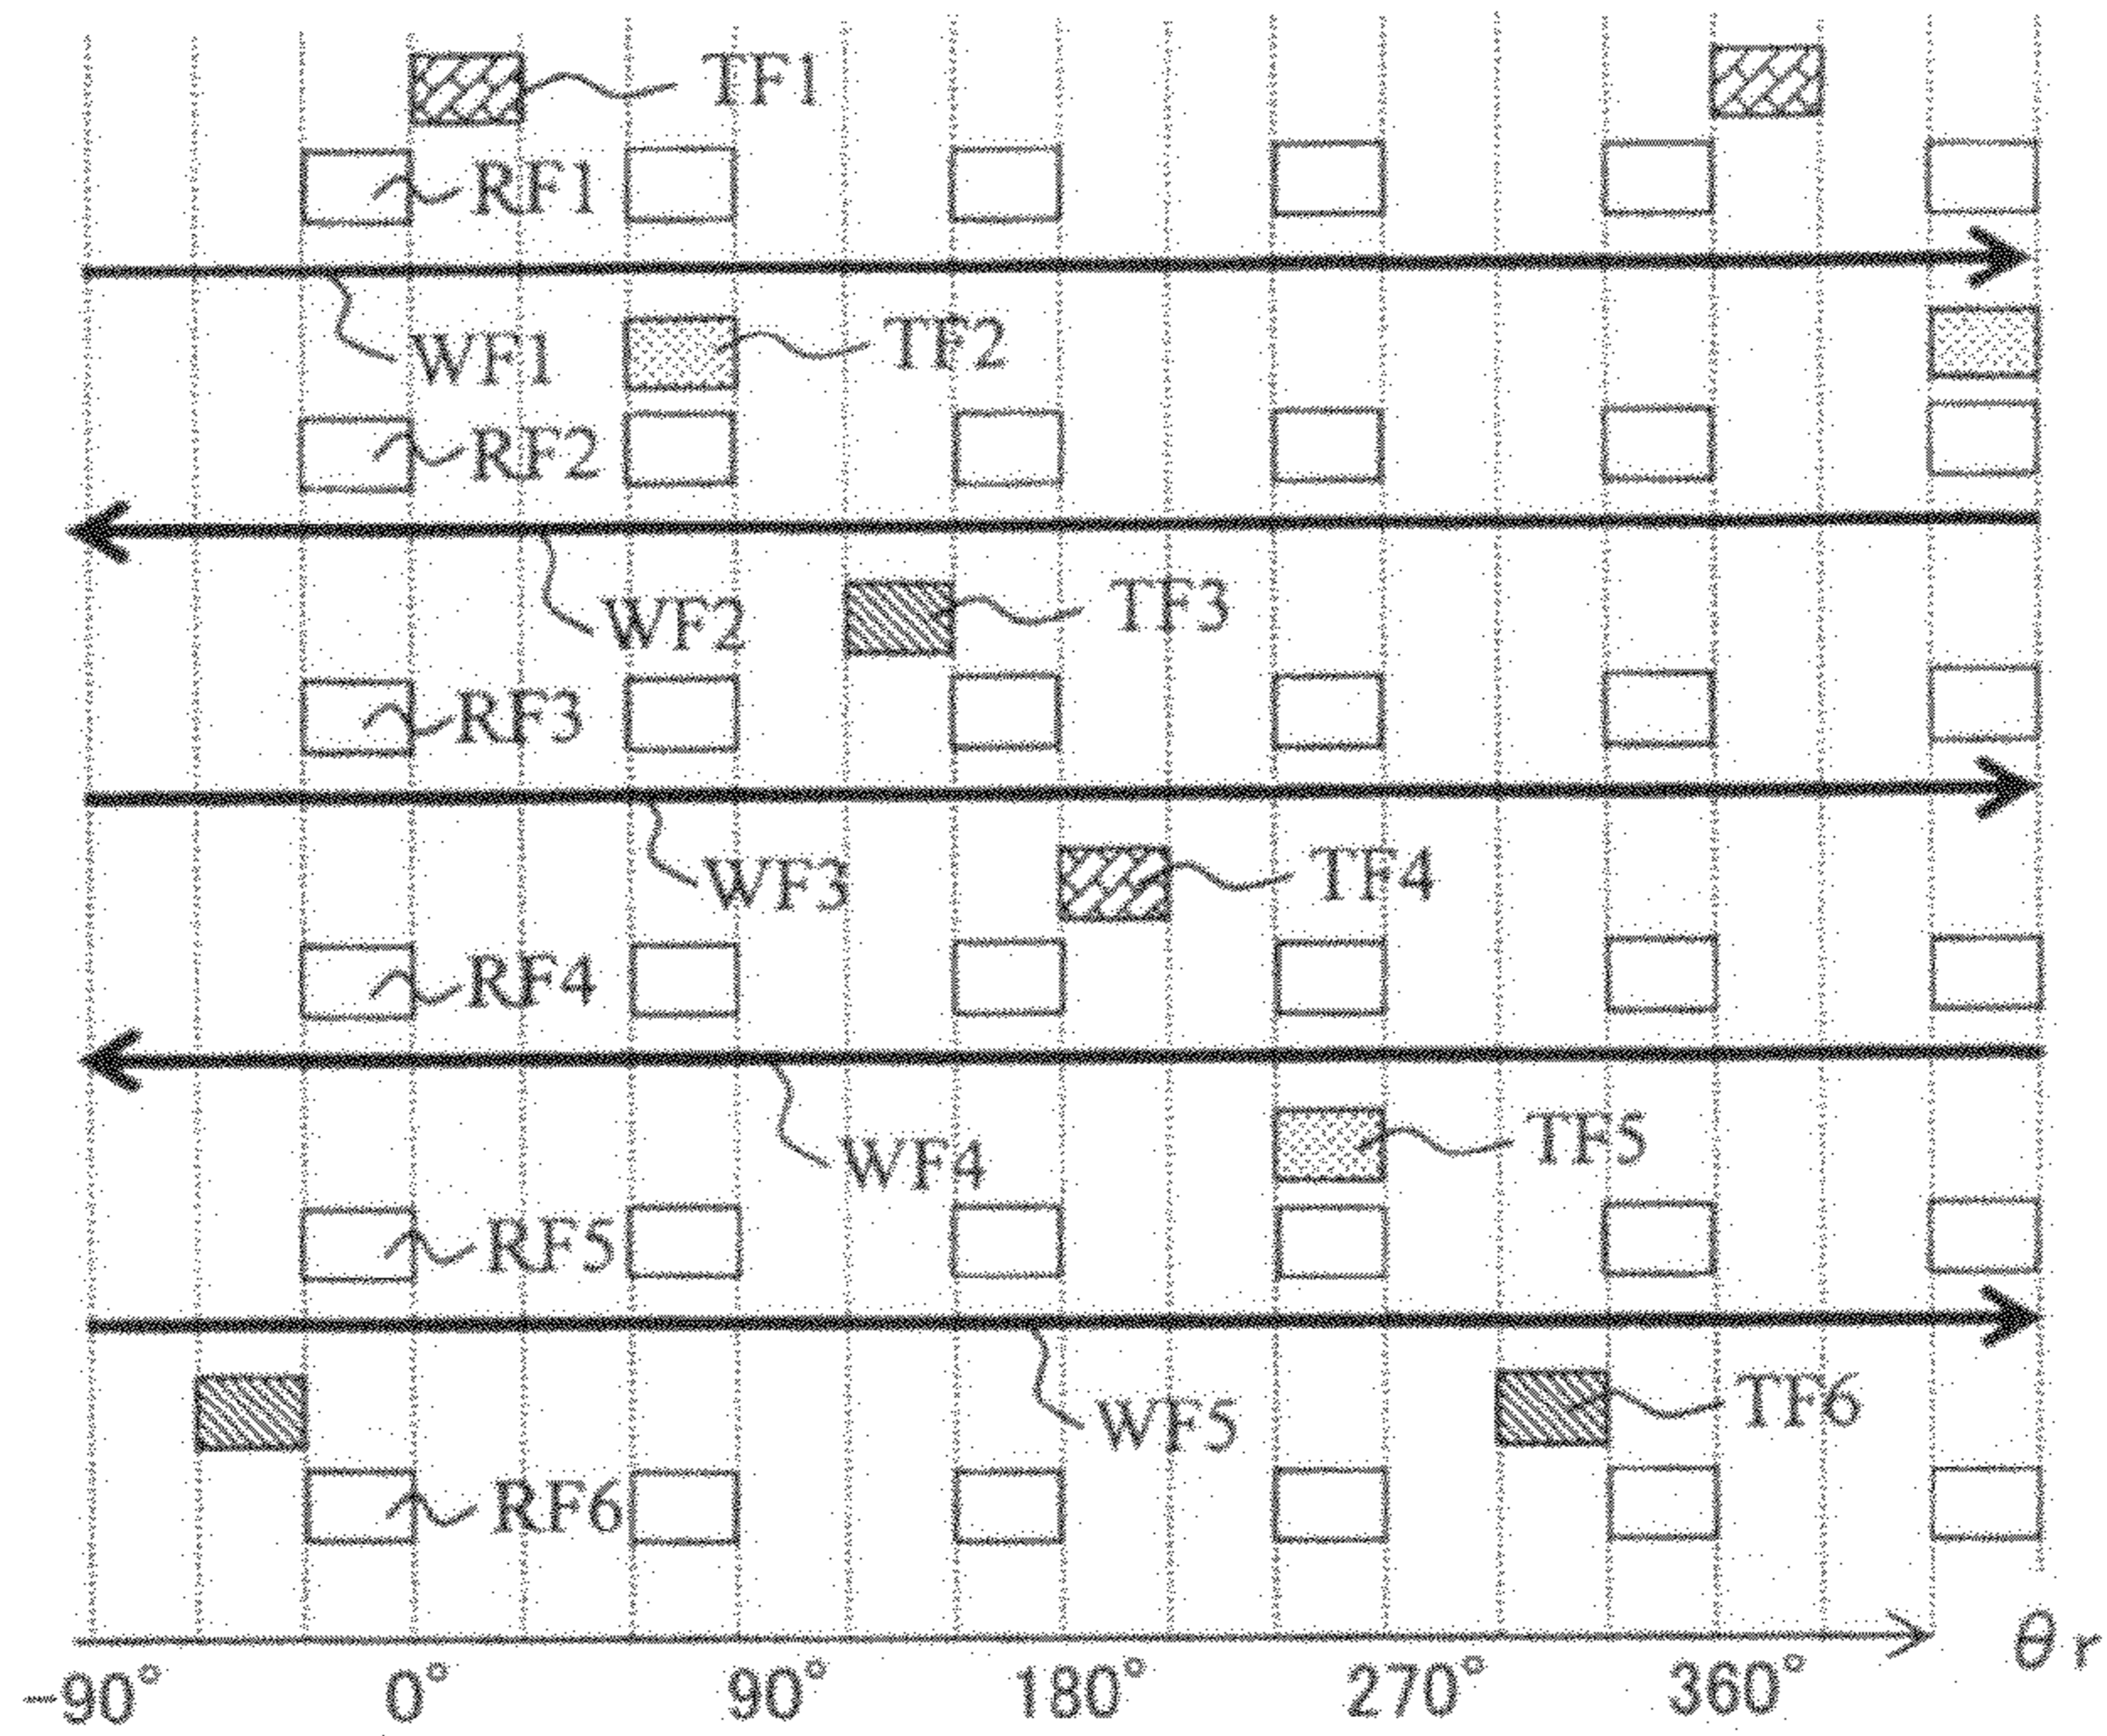 TF1
RF1
WF1
TF2
RF2
WF2
TF3
RF3
WF3
TF4
RF4
WF4
TF5
RF5
WF5
TF6
RF6
-90° 0° 90° 180° 270° 360° θr